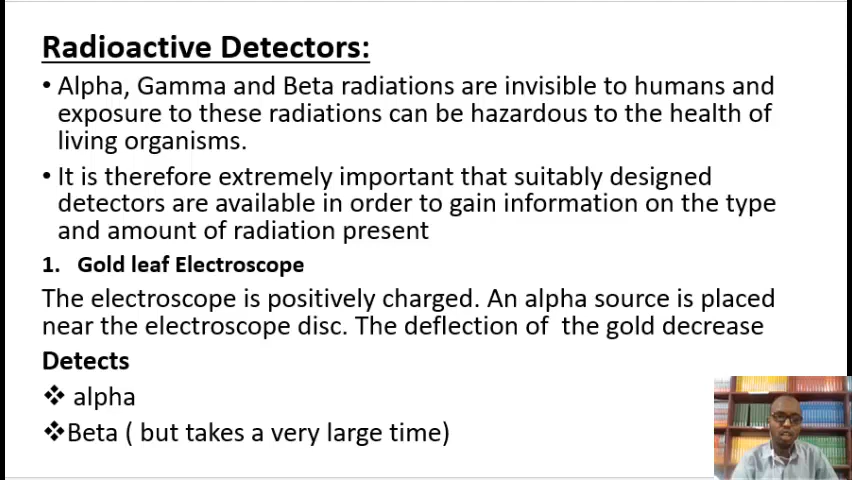 Radioactive Detectors:
• Alpha, Gamma and Beta radiations are invisible to humans and
exposure to these radiations can be hazardous to the health of
living organisms.
• It is therefore extremely important that suitably designed
detectors are available in order to gain information on the type
and amount of radiation present
1. Gold leaf Electroscope
The electroscope is positively charged. An alpha source is placed
near the electroscope disc. The deflection of the gold decrease
Detects
❖ alpha
❖Beta ( but takes a very large time)